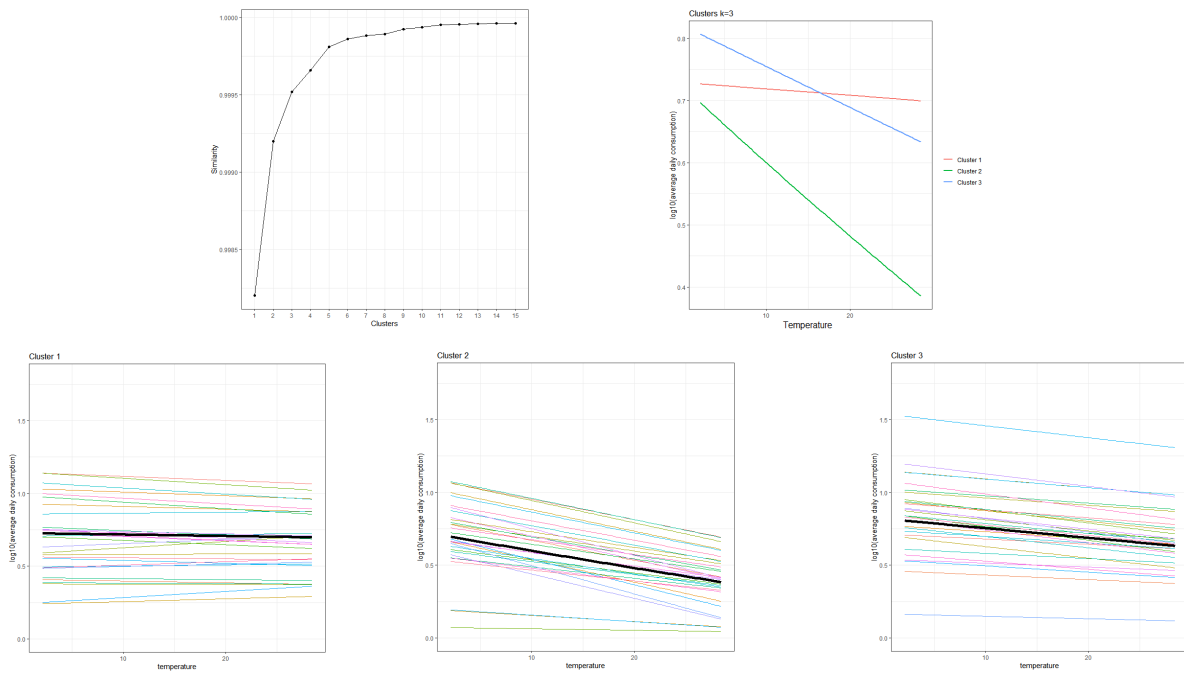 1.0000
0.9995
0.9990
0.9985
Similarity
1 2 3 4 5 6 7 8 9 10 11 12 13 14 15
Clusters
Clusters k=3
0.8
0.7
0.6
0.5
0.4
log10(average daily consumption)
10 20
Temperature
Cluster 1
Cluster 2
Cluster 3
Cluster 1
1.5
1.0
0.5
0.0
log10(average daily consumption)
10 20
temperature
Cluster 2
1.5
1.0
0.5
0.0
log10(average daily consumption)
10 20
temperature
Cluster 3
1.5
1.0
0.5
0.0
log10(average daily consumption)
10 20
temperature